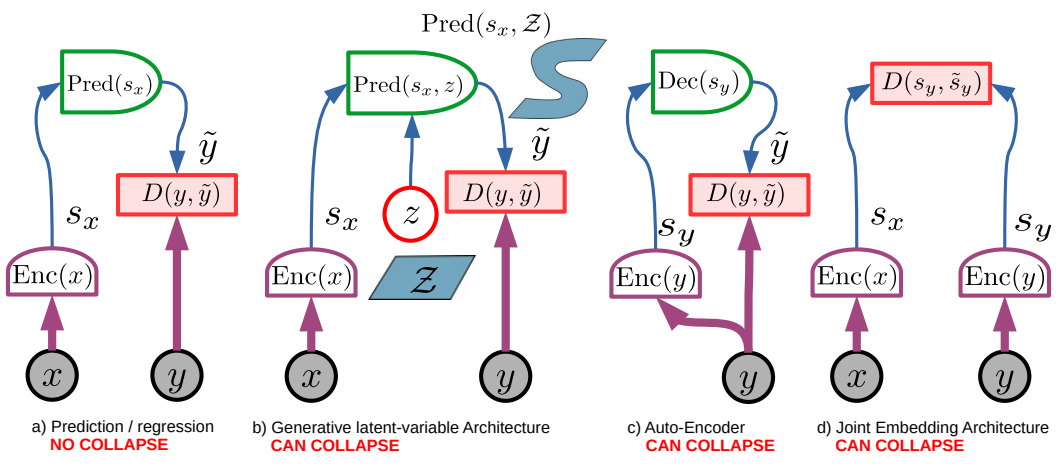 Pred(s_x)
ỹ
D(y, ỹ)
s_x
Enc(x)
x
y
a) Prediction / regression
NO COLLAPSE
Pred(s_x, 𝒵)
Pred(s_x, z)
ỹ
D(y, ỹ)
s_x
z
Enc(x)
𝒵
x
y
b) Generative latent-variable Architecture
CAN COLLAPSE
Dec(s_y)
ỹ
D(y, ỹ)
s_y
Enc(y)
y
c) Auto-Encoder
CAN COLLAPSE
D(s_y, s̃_y)
s_x
s_y
Enc(x)
Enc(y)
x
y
d) Joint Embedding Architecture
CAN COLLAPSE